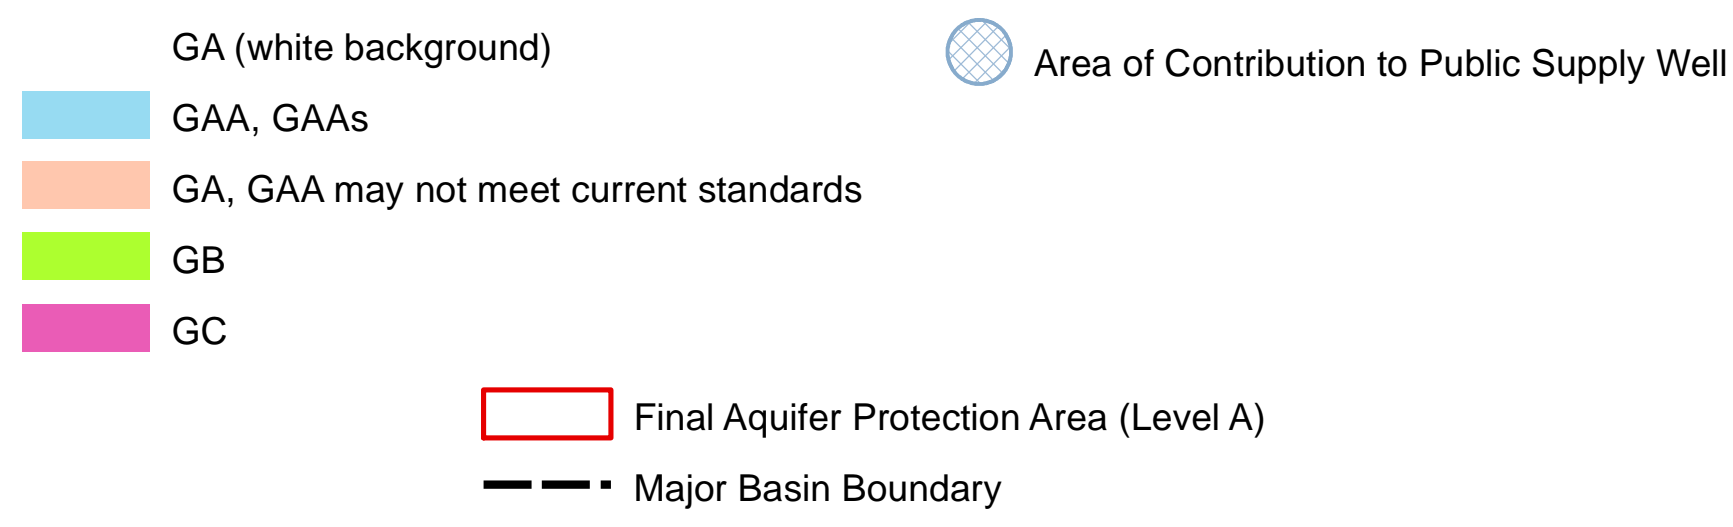 GA (white background)
GAA, GAAs
GA, GAA may not meet current standards
GB
GC
Area of Contribution to Public Supply Well
Final Aquifer Protection Area (Level A)
Major Basin Boundary